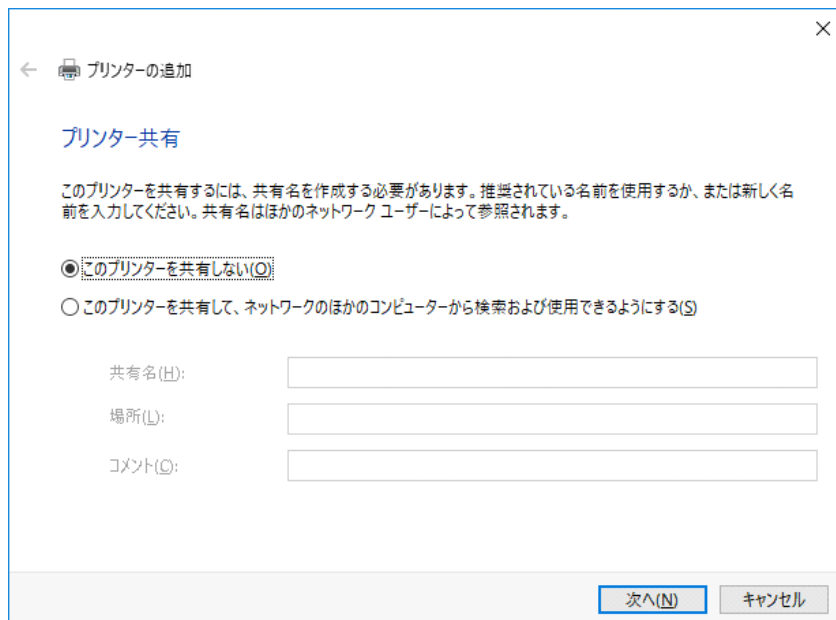 プリンターの追加
プリンター共有
このプリンターを共有するには、共有名を作成する必要があります。推奨されている名前を使用するか、または新しく名
前を入力してください。共有名はほかのネットワーク ユーザーによって参照されます。
このプリンターを共有しない(O)
このプリンターを共有して、ネットワークのほかのコンピューターから検索および使用できるようにする(S)
共有名(H):
場所(L):
コメント(C):
次へ(N) キャンセル